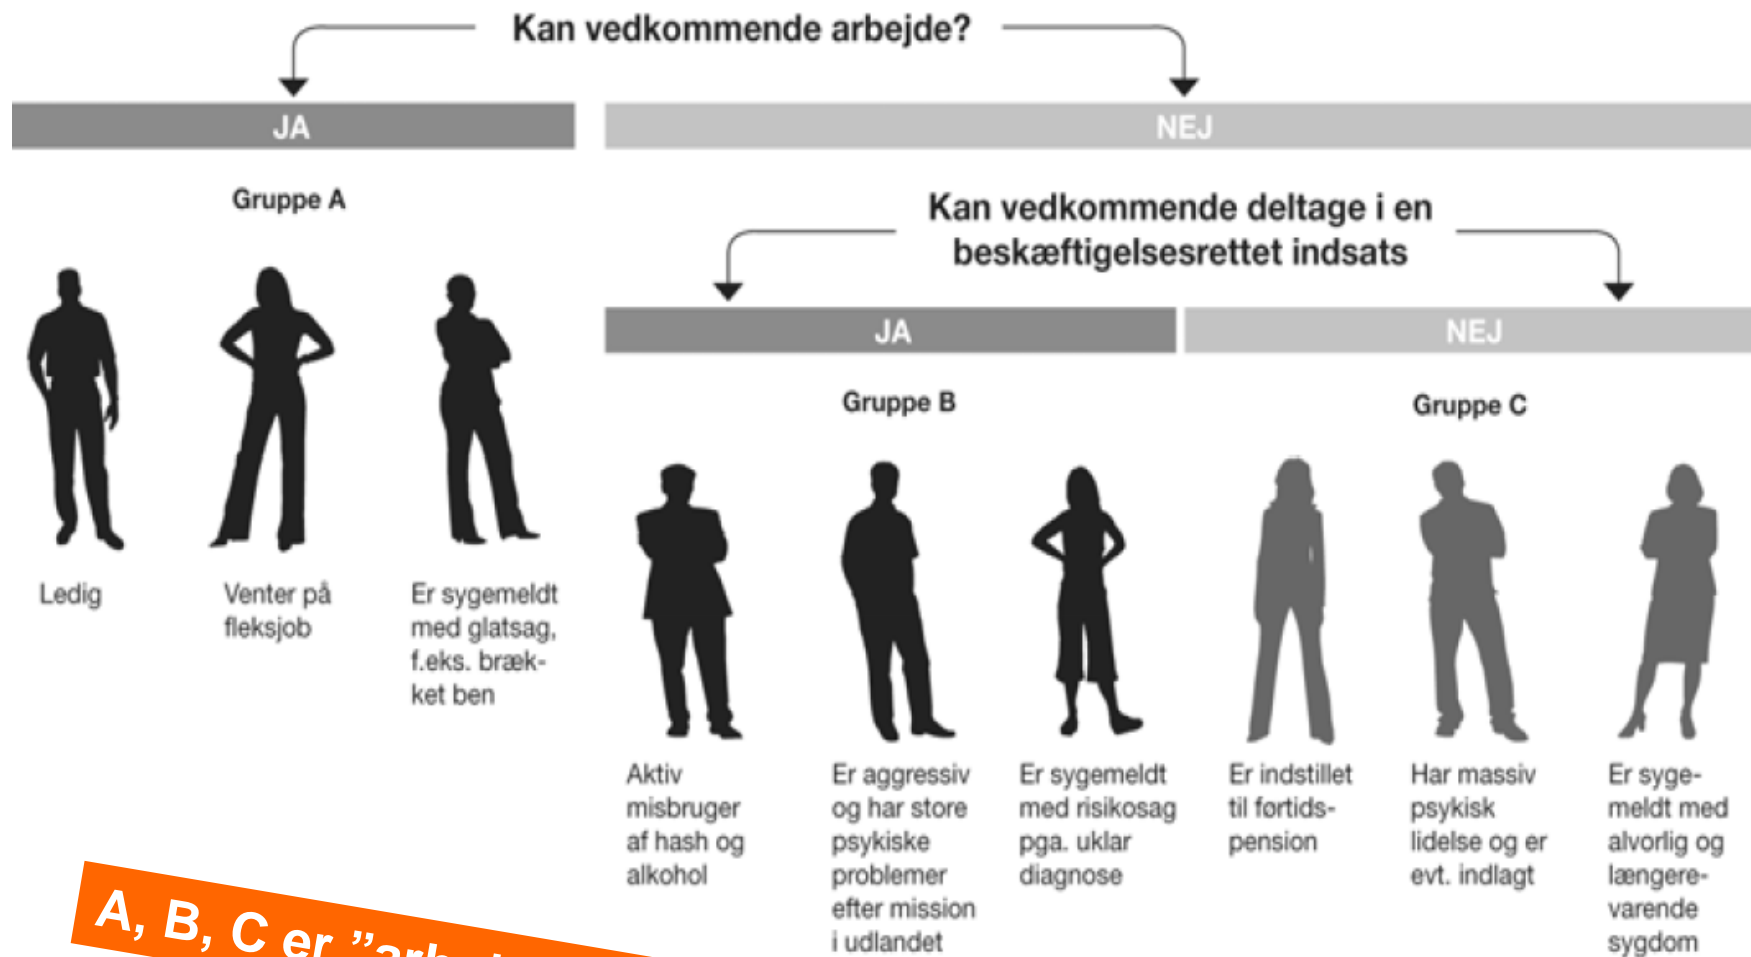 Kan vedkommende arbejde?
JA
NEJ
Gruppe A
Kan vedkommende deltage i en
beskæftigelsesrettet indsats
JA
NEJ
Gruppe B
Gruppe C
Ledig
Venter på
fleksjob
Er sygemeldt
med glatsag,
f.eks. bræk-
ket ben
Aktiv
misbruger
af hash og
alkohol
Er aggressiv
og har store
psykiske
problemer
efter mission
i udlandet
Er sygemeldt
med risikosag
pga. uklar
diagnose
Er indstillet
til førtids-
pension
Har massiv
psykisk
lidelse og er
evt. indlagt
Er syge-
meldt med
alvorlig og
længere-
varende
sygdom
A, B, C er